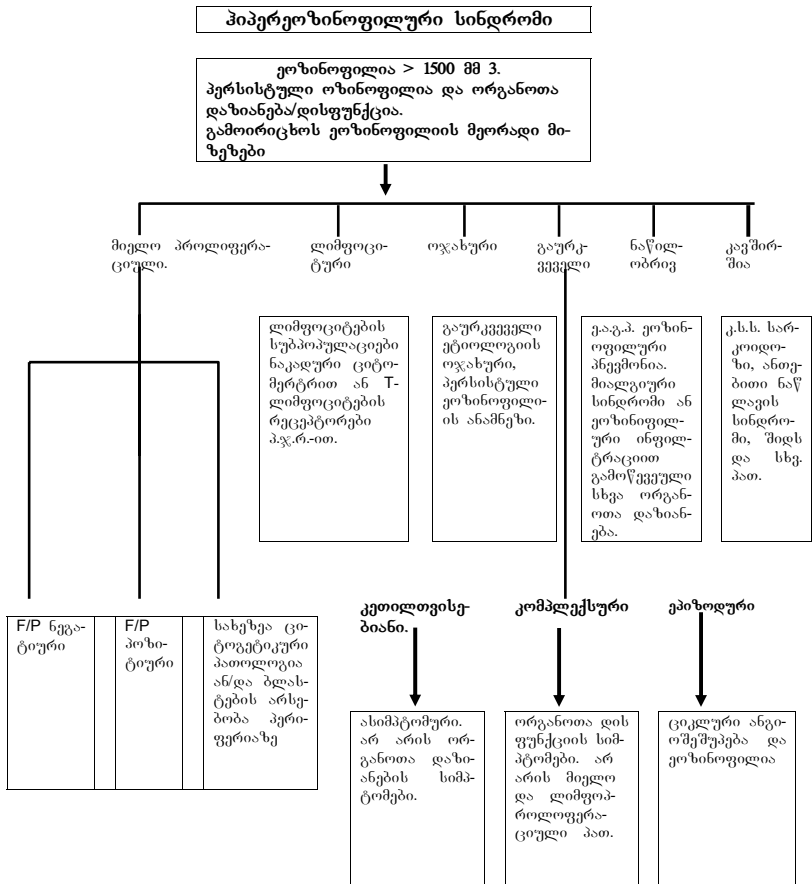 ჰიპერეოზინოფილური სინდრომი
ეოზინოფილია > 1500 მმ 3.
პერსისტული ოზინოფილია და ორგანოთა
დაზიანება/დისფუნქცია.
გამოირიცხოს ეოზინოფილიის მეორადი მი-
ზეზები
მიელო პროლიფერა-
ციული.
ლიმფოცი-
ტური
ოჯახური
გაურკ-
ვეველი
ნაწილ-
ობრივ
კავშირ-
შია
ლიმფოციტების
სუბპოპულაციები
ნაკადური ციტო-
მერტრით ან T-
ლიმფოციტების
რეცეპტორები
პ.ჯ.რ.-ით.
გაურკვეველი
ეტიოლოგიის
ოჯახური,
პერსისტული
ეოზინოფილი-
ის ანამნეზი.
ე.ა.გ.პ. ეოზინ-
ოფილური
პნევმონია.
მიალგიური
სინდრომი ან
ეოზინიფილ-
ური ინფილ-
ტრაციით
გამოწვეული
სხვა ორგან-
ოთა დაზიან-
ება.
კ.ს.ს. სარ-
კოიდო-
ზი, ანთე-
ბითი ნაწ
ლავის
სინდრო-
მი, შიდს
და სხვ.
პათ.
F/P ნეგა-
ტიური
F/P
პოზი-
ტიური
სახეზეა ცი-
ტოგეტიკური
პათოლოგია
ან/და ბლას-
ტების არსე-
ბობა პერი-
ფერიაზე
კეთილთვისე-
ბიანი.
კომპლექსური
ეპიზოდური
ასიმპტომური.
არ არის ორ-
განოთა დაზი-
ანების სიმპ-
ტომები.
ორგანოთა დის
ფუნქციის სიმ-
პტომები. არ
არის მიელო
და ლიმფოპ-
როლოფერა-
ციული პათ.
ციკლური ანგი-
ოშეშუპება და
ეოზინოფილია